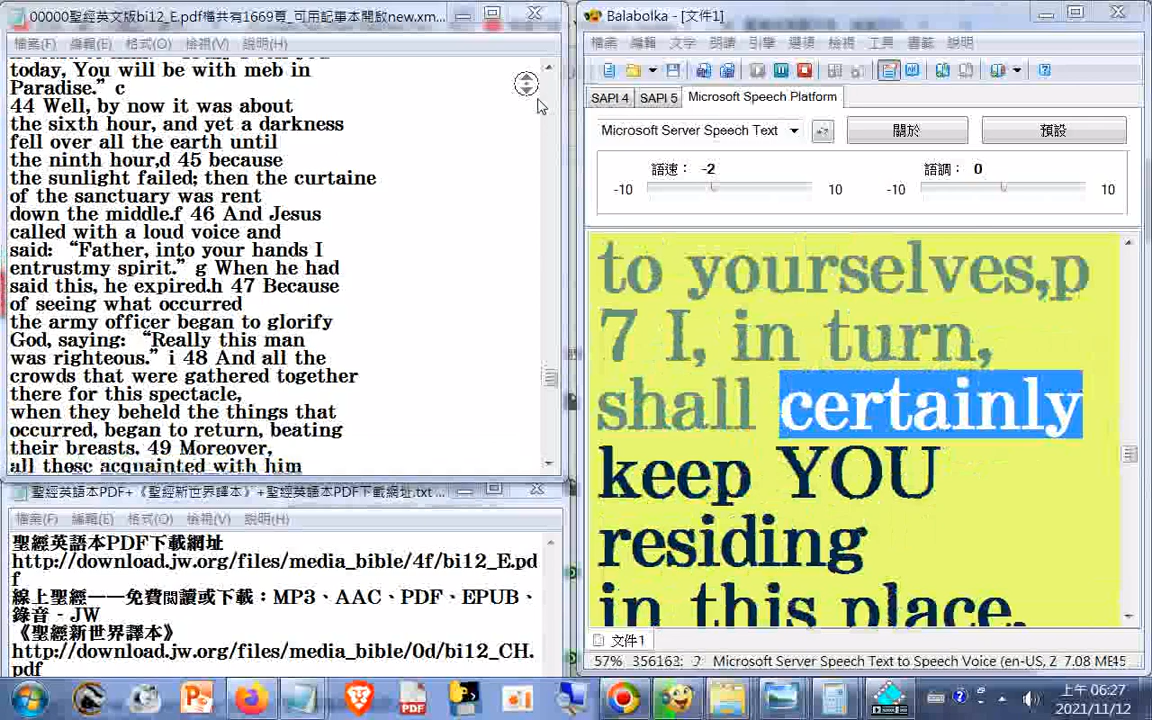 00000聖經英文版bi12_E.pdf檔共有1669頁_可用記事本開啟new.xm...
檔案(F) 編輯(E) 格式(O) 檢視(V) 說明(H)
today, You will be with meb in
Paradise.” c
44 Well, by now it was about
the sixth hour, and yet a darkness
fell over all the earth until
the ninth hour,d 45 because
the sunlight failed; then the curtaine
of the sanctuary was rent
down the middle.f 46 And Jesus
called with a loud voice and
said: “Father, into your hands I
entrustmy spirit.” g When he had
said this, he expired.h 47 Because
of seeing what occurred
the army officer began to glorify
God, saying: “Really this man
was righteous.” i 48 And all the
crowds that were gathered together
there for this spectacle,
when they beheld the things that
occurred, began to return, beating
their breasts. 49 Moreover,
all those acquainted with him
聖經英語本PDF+《聖經新世界譯本》+聖經英語本PDF下載網址.txt ...
檔案(F) 編輯(E) 格式(O) 檢視(V) 說明(H)
聖經英語本PDF下載網址
http://download.jw.org/files/media_bible/4f/bi12_E.pd
f
線上聖經──免費閱讀或下載：MP3、AAC、PDF、EPUB、
錄音 - JW
《聖經新世界譯本》
http://download.jw.org/files/media_bible/0d/bi12_CH.
pdf
Balabolka - [文件1]
檔案 編輯 文字 朗讀 引擎 選項 檢視 工具 書籤 說明
SAPI 4 SAPI 5 Microsoft Speech Platform
Microsoft Server Speech Text 關於 預設
語速： -2 語調： 0
-10 10 -10 10
to yourselves,p
7 I, in turn,
shall certainly
keep YOU
residing
in this place,
文件1
57% 356163: ? Microsoft Server Speech Text to Speech Voice (en-US, Z 7.08 ME45
上午 06:27
2021/11/12